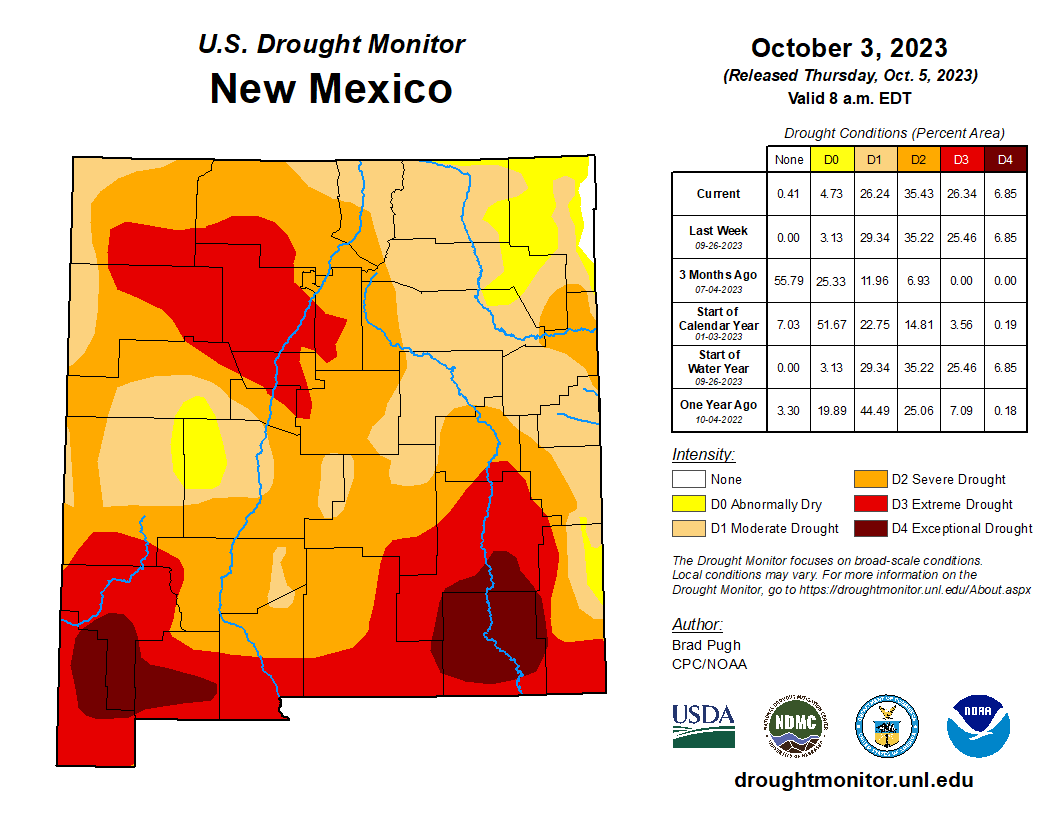 U.S. Drought Monitor
New Mexico
October 3, 2023
(Released Thursday, Oct. 5, 2023)
Valid 8 a.m. EDT
Drought Conditions (Percent Area)
None D0 D1 D2 D3 D4
Current 0.41 4.73 26.24 35.43 26.34 6.85
Last Week
09-26-2023 0.00 3.13 29.34 35.22 25.46 6.85
3 Months Ago
07-04-2023 55.79 25.33 11.96 6.93 0.00 0.00
Start of
Calendar Year
01-03-2023 7.03 51.67 22.75 14.81 3.56 0.19
Start of
Water Year
09-26-2023 0.00 3.13 29.34 35.22 25.46 6.85
One Year Ago
10-04-2022 3.30 19.89 44.49 25.06 7.09 0.18
Intensity:
None
D0 Abnormally Dry
D1 Moderate Drought
D2 Severe Drought
D3 Extreme Drought
D4 Exceptional Drought
The Drought Monitor focuses on broad-scale conditions.
Local conditions may vary. For more information on the
Drought Monitor, go to https://droughtmonitor.unl.edu/About.aspx
Author:
Brad Pugh
CPC/NOAA
USDA
NDMC
NOAA
droughtmonitor.unl.edu